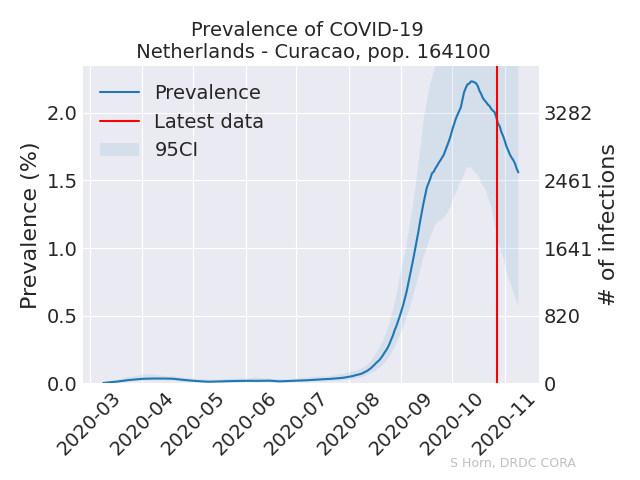 Prevalence of COVID-19
Netherlands - Curacao, pop. 164100
Prevalence
Latest data
95CI
Prevalence (%)
2.0
1.5
1.0
0.5
0.0
# of infections
3282
2461
1641
820
0
2020-03
2020-04
2020-05
2020-06
2020-07
2020-08
2020-09
2020-10
2020-11
S Horn, DRDC CORA